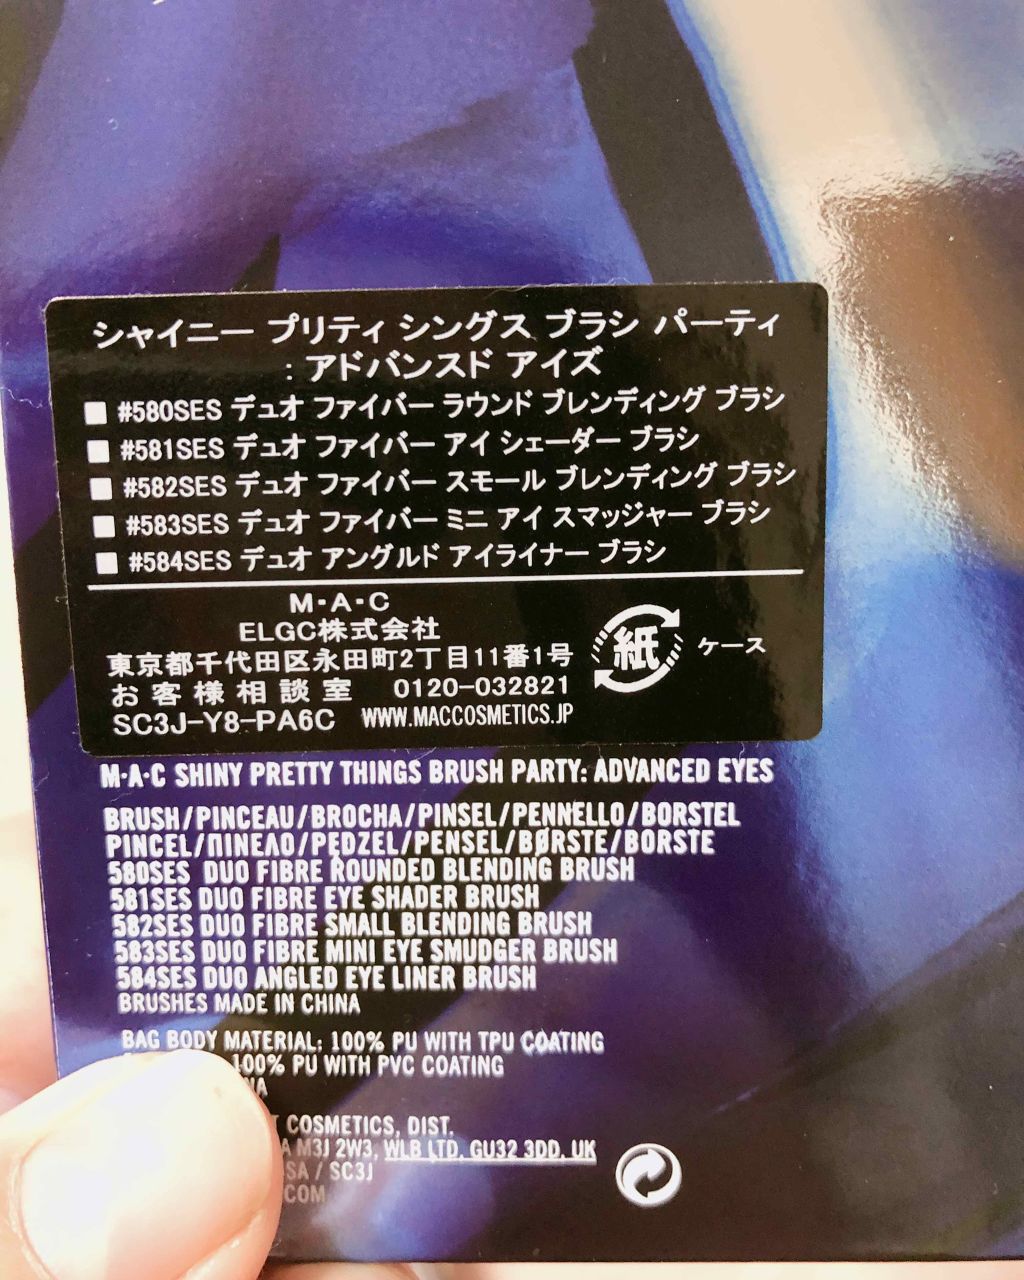 シャイニー プリティ シングス ブラシ パーティ
: アドバンスド アイズ
#580SES デュオ ファイバー ラウンド ブレンディング ブラシ
#581SES デュオ ファイバー アイ シェーダー ブラシ
#582SES デュオ ファイバー スモール ブレンディング ブラシ
#583SES デュオ ファイバー ミニ アイ スマッジャー ブラシ
#584SES デュオ アングルド アイライナー ブラシ
M・A・C
ELGC株式会社
東京都千代田区永田町2丁目11番1号
お客様相談室 0120-032821
SC3J-Y8-PA6C WWW.MACCOSMETICS.JP
紙 ケース
M·A·C SHINY PRETTY THINGS BRUSH PARTY: ADVANCED EYES
BRUSH/PINCEAU/BROCHA/PINSEL/PENNELLO/BORSTEL
PINCEL/ΠΙΝΕΛΟ/PĘDZEL/PENSEL/BØRSTE/BORSTE
580SES DUO FIBRE ROUNDED BLENDING BRUSH
581SES DUO FIBRE EYE SHADER BRUSH
582SES DUO FIBRE SMALL BLENDING BRUSH
583SES DUO FIBRE MINI EYE SMUDGER BRUSH
584SES DUO ANGLED EYE LINER BRUSH
BRUSHES MADE IN CHINA
BAG BODY MATERIAL: 100% PU WITH TPU COATING
100% PU WITH PVC COATING
COSMETICS, DIST.
M3J 2W3, WLB LTD, GU32 3DD, UK
/ SC3J
.COM